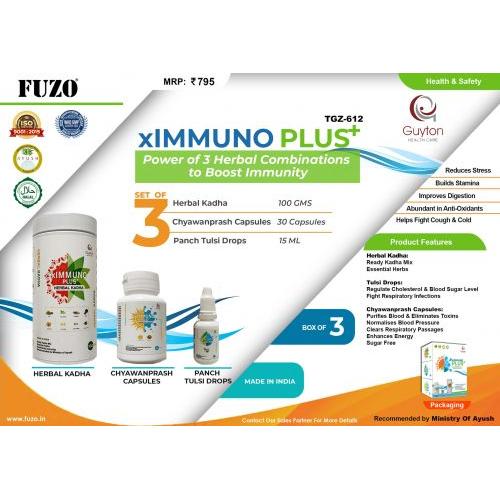 FUZO®
MRP: ₹795
Health & Safety
TGZ-612
xIMMUNO PLUS+
Power of 3 Herbal Combinations
to Boost Immunity
Guyton
HEALTH CARE
ISO
9001-2015
AYUSH
HALAL
SET OF
3
Herbal Kadha 100 GMS
Chyawanprash Capsules 30 Capsules
Panch Tulsi Drops 15 ML
Reduces Stress
Builds Stamina
Improves Digestion
Abundant in Anti-Oxidants
Helps Fight Cough & Cold
Product Features
Herbal Kadha:
Ready Kadha Mix
Essential Herbs
Tulsi Drops:
Regulate Cholesterol & Blood Sugar Level
Fight Respiratory Infections
Chyawanprash Capsules:
Purifies Blood & Eliminates Toxins
Normalises Blood Pressure
Clears Respiratory Passages
Enhances Energy
Sugar Free
xIMMUNO
PLUS+
HERBAL KADHA
BOX OF 3
HERBAL KADHA
CHYAWANPRASH
CAPSULES
PANCH
TULSI DROPS
MADE IN INDIA
Packaging
www.fuzo.in
Contact Our Sales Partner For More Details
Recommended by Ministry Of Ayush